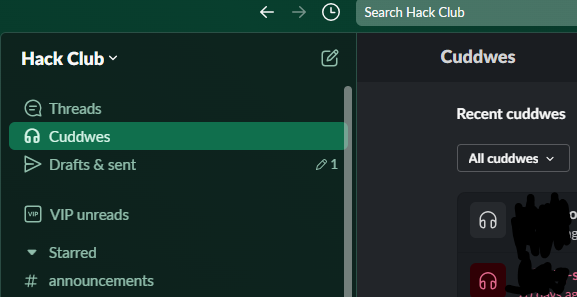 Search Hack Club
Hack Club
Cuddwes
Threads
Cuddwes
Drafts & sent 1
VIP VIP unreads
Starred
# announcements
Recent cuddwes
All cuddwes